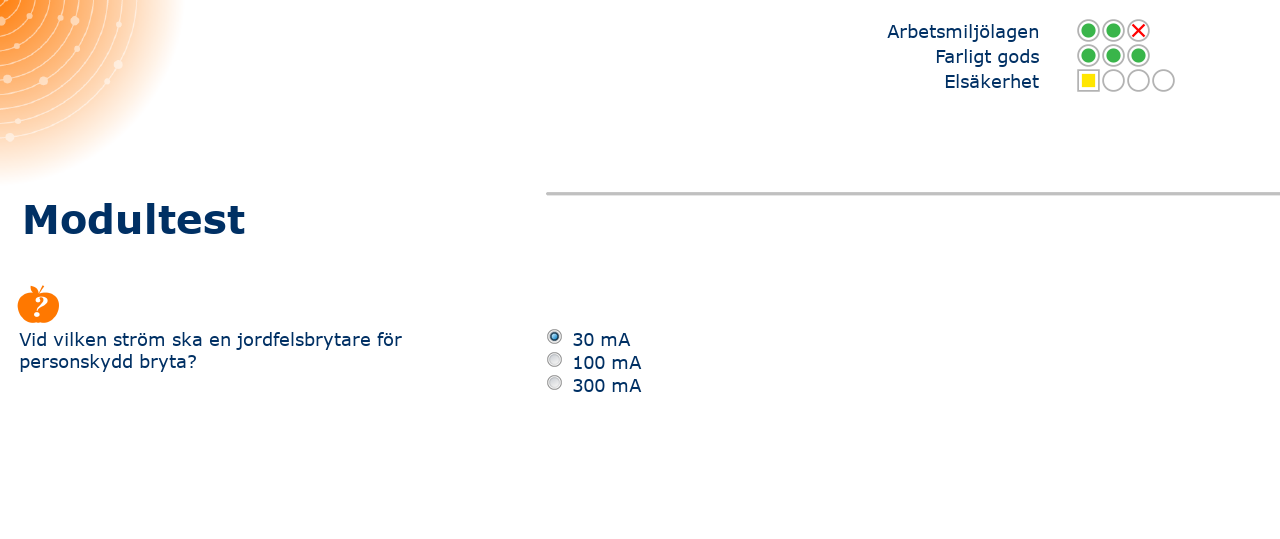 Arbetsmiljölagen
Farligt gods
Elsäkerhet
Modultest
?
Vid vilken ström ska en jordfelsbrytare för
personskydd bryta?
30 mA
100 mA
300 mA